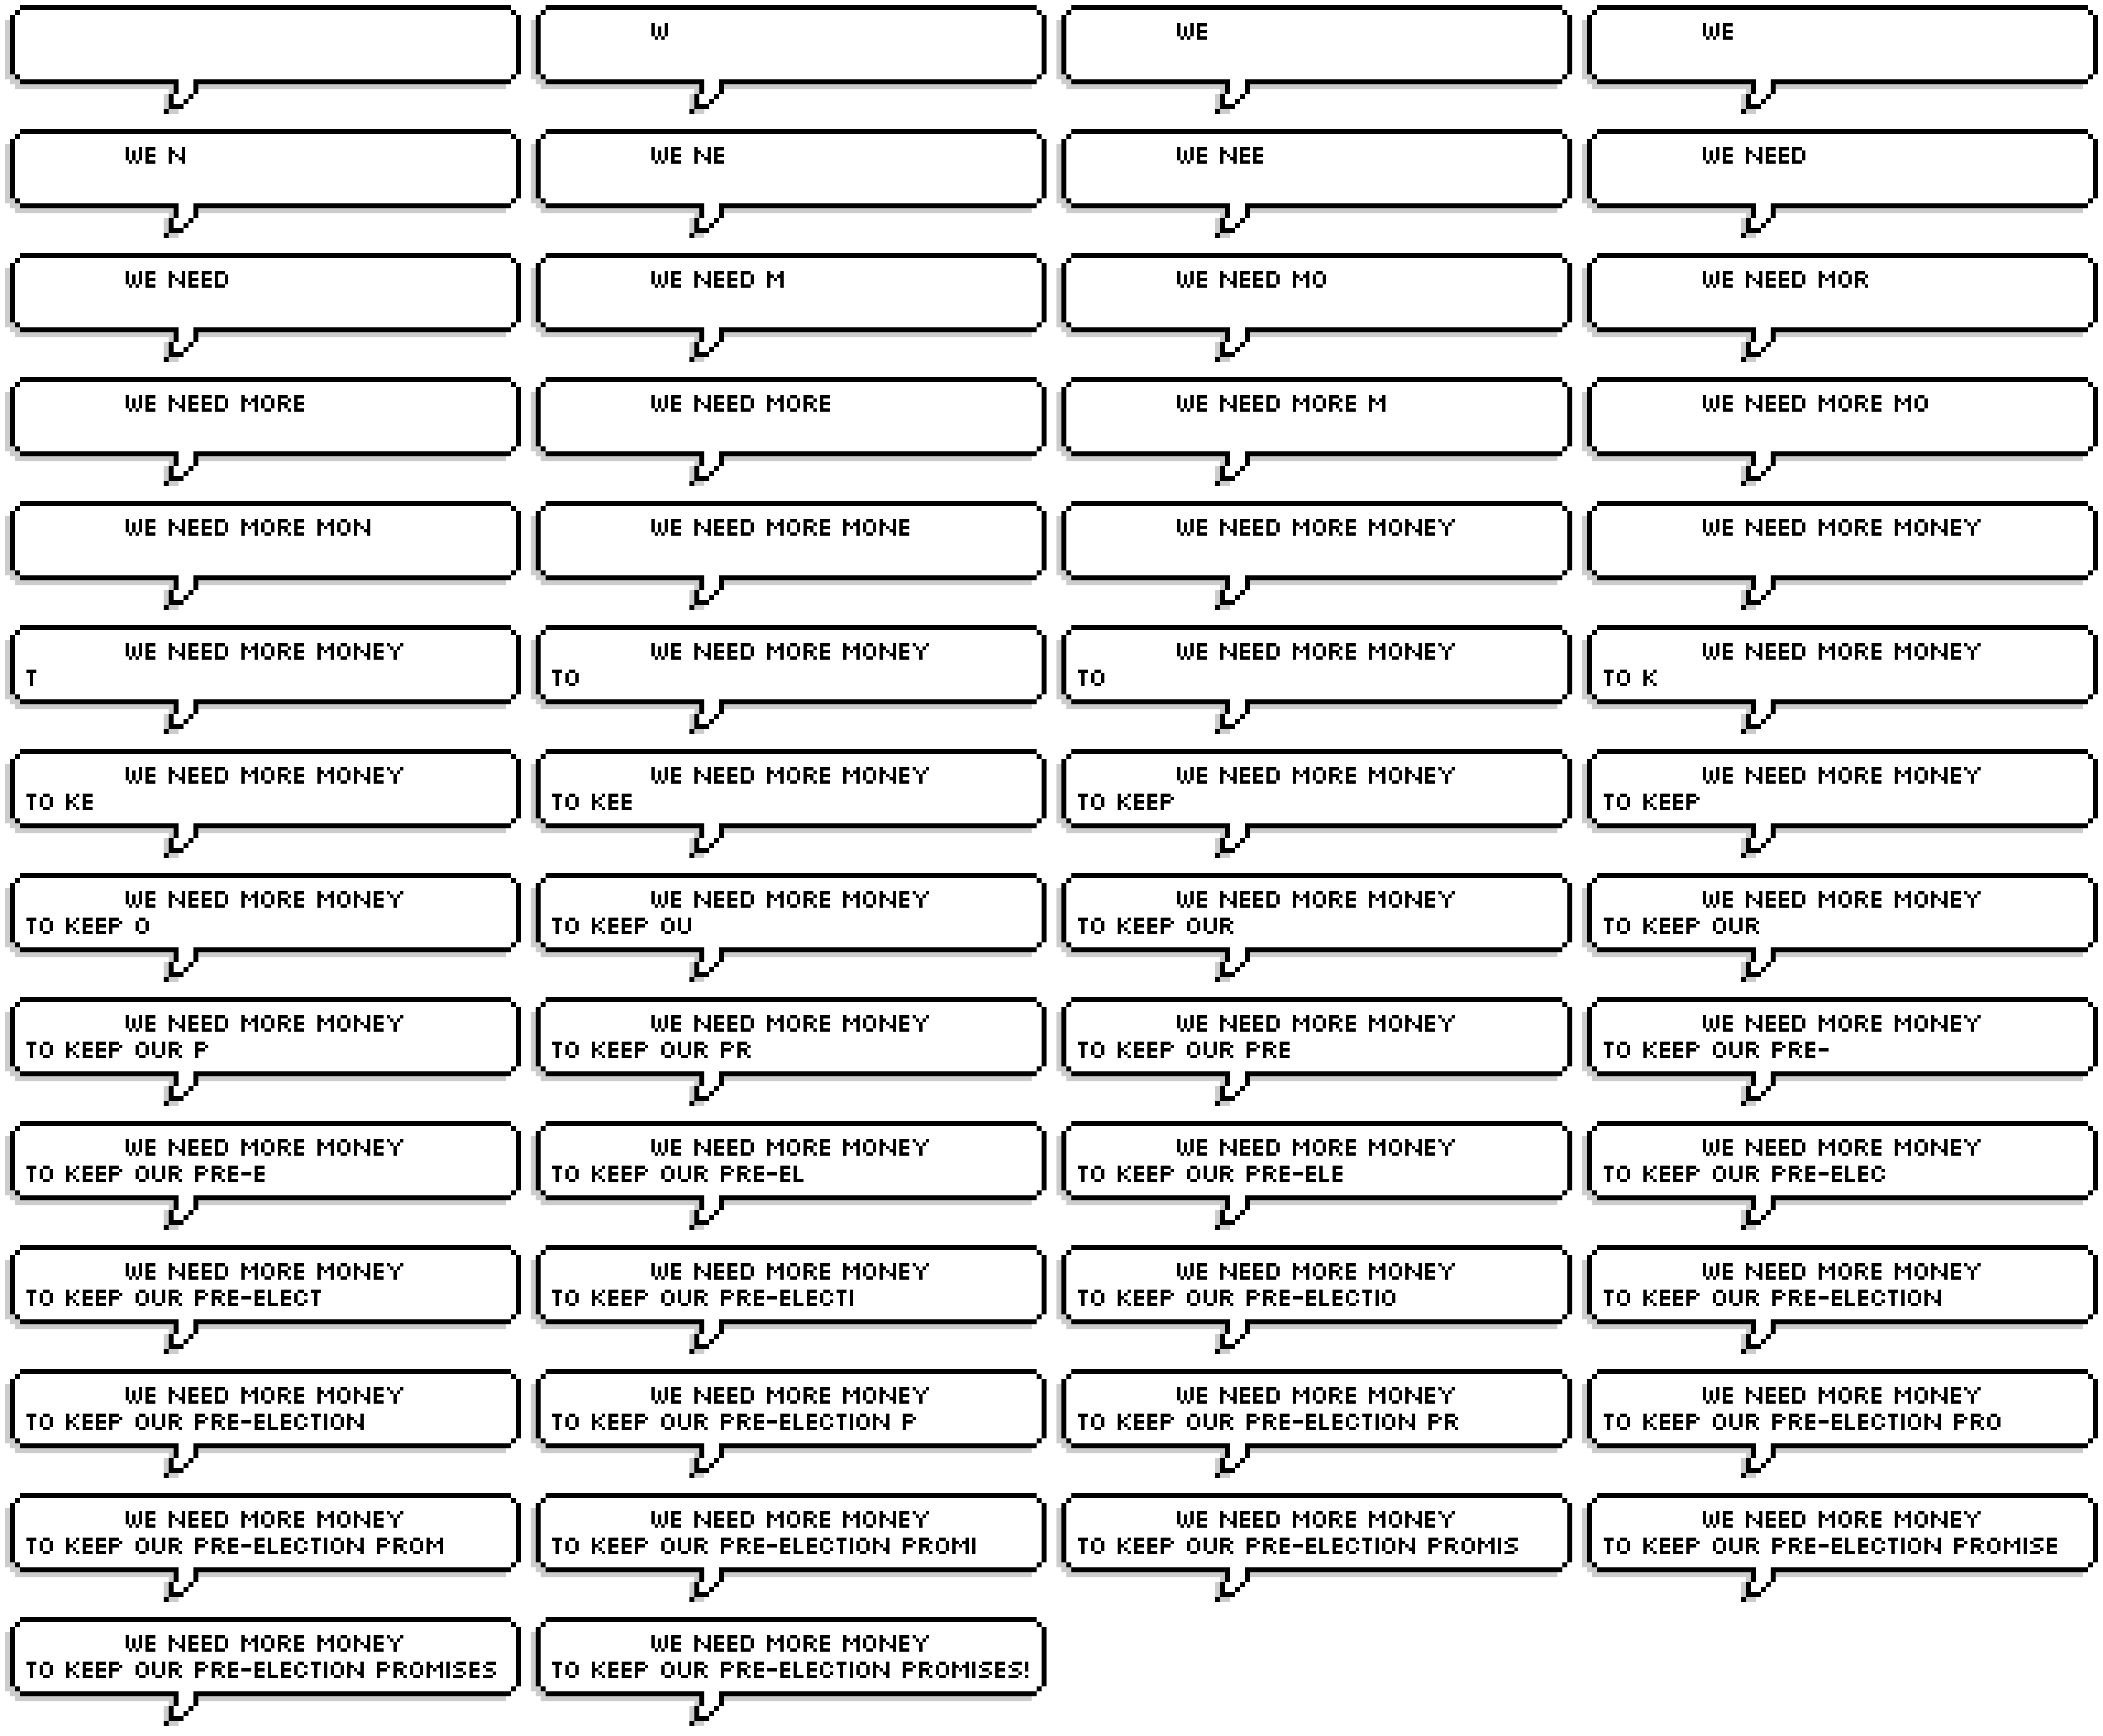 W
WE
WE
WE N
WE NE
WE NEE
WE NEED
WE NEED
WE NEED M
WE NEED MO
WE NEED MOR
WE NEED MORE
WE NEED MORE
WE NEED MORE M
WE NEED MORE MO
WE NEED MORE MON
WE NEED MORE MONE
WE NEED MORE MONEY
WE NEED MORE MONEY
WE NEED MORE MONEY
T
WE NEED MORE MONEY
TO
WE NEED MORE MONEY
TO
WE NEED MORE MONEY
TO K
WE NEED MORE MONEY
TO KE
WE NEED MORE MONEY
TO KEE
WE NEED MORE MONEY
TO KEEP
WE NEED MORE MONEY
TO KEEP
WE NEED MORE MONEY
TO KEEP O
WE NEED MORE MONEY
TO KEEP OU
WE NEED MORE MONEY
TO KEEP OUR
WE NEED MORE MONEY
TO KEEP OUR
WE NEED MORE MONEY
TO KEEP OUR P
WE NEED MORE MONEY
TO KEEP OUR PR
WE NEED MORE MONEY
TO KEEP OUR PRE
WE NEED MORE MONEY
TO KEEP OUR PRE-
WE NEED MORE MONEY
TO KEEP OUR PRE-E
WE NEED MORE MONEY
TO KEEP OUR PRE-EL
WE NEED MORE MONEY
TO KEEP OUR PRE-ELE
WE NEED MORE MONEY
TO KEEP OUR PRE-ELEC
WE NEED MORE MONEY
TO KEEP OUR PRE-ELECT
WE NEED MORE MONEY
TO KEEP OUR PRE-ELECTI
WE NEED MORE MONEY
TO KEEP OUR PRE-ELECTIO
WE NEED MORE MONEY
TO KEEP OUR PRE-ELECTION
WE NEED MORE MONEY
TO KEEP OUR PRE-ELECTION
WE NEED MORE MONEY
TO KEEP OUR PRE-ELECTION P
WE NEED MORE MONEY
TO KEEP OUR PRE-ELECTION PR
WE NEED MORE MONEY
TO KEEP OUR PRE-ELECTION PRO
WE NEED MORE MONEY
TO KEEP OUR PRE-ELECTION PROM
WE NEED MORE MONEY
TO KEEP OUR PRE-ELECTION PROMI
WE NEED MORE MONEY
TO KEEP OUR PRE-ELECTION PROMIS
WE NEED MORE MONEY
TO KEEP OUR PRE-ELECTION PROMISE
WE NEED MORE MONEY
TO KEEP OUR PRE-ELECTION PROMISES
WE NEED MORE MONEY
TO KEEP OUR PRE-ELECTION PROMISES!